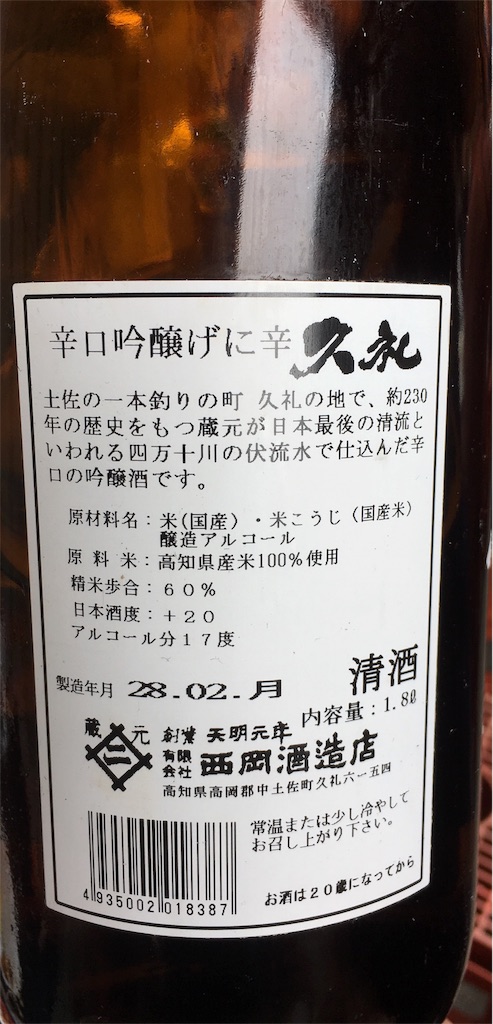 辛口吟醸げに辛 久礼
土佐の一本釣りの町 久礼の地で、約230
年の歴史をもつ蔵元が日本最後の清流と
いわれる四万十川の伏流水で仕込んだ辛
口の吟醸酒です。
原材料名：米(国産）・米こうじ（国産米）
醸造アルコール
原料米：高知県産米100％使用
精米歩合：６０％
日本酒度：＋２０
アルコール分１７度
製造年月 28.02.月
清酒
内容量：1.8ℓ
蔵元 創業 天明元年
有限会社 西岡酒造店
高知県高岡郡中土佐町久礼六－一五四
常温または少し冷やして
お召し上がり下さい。
4 935002 018387
お酒は２０歳になってから